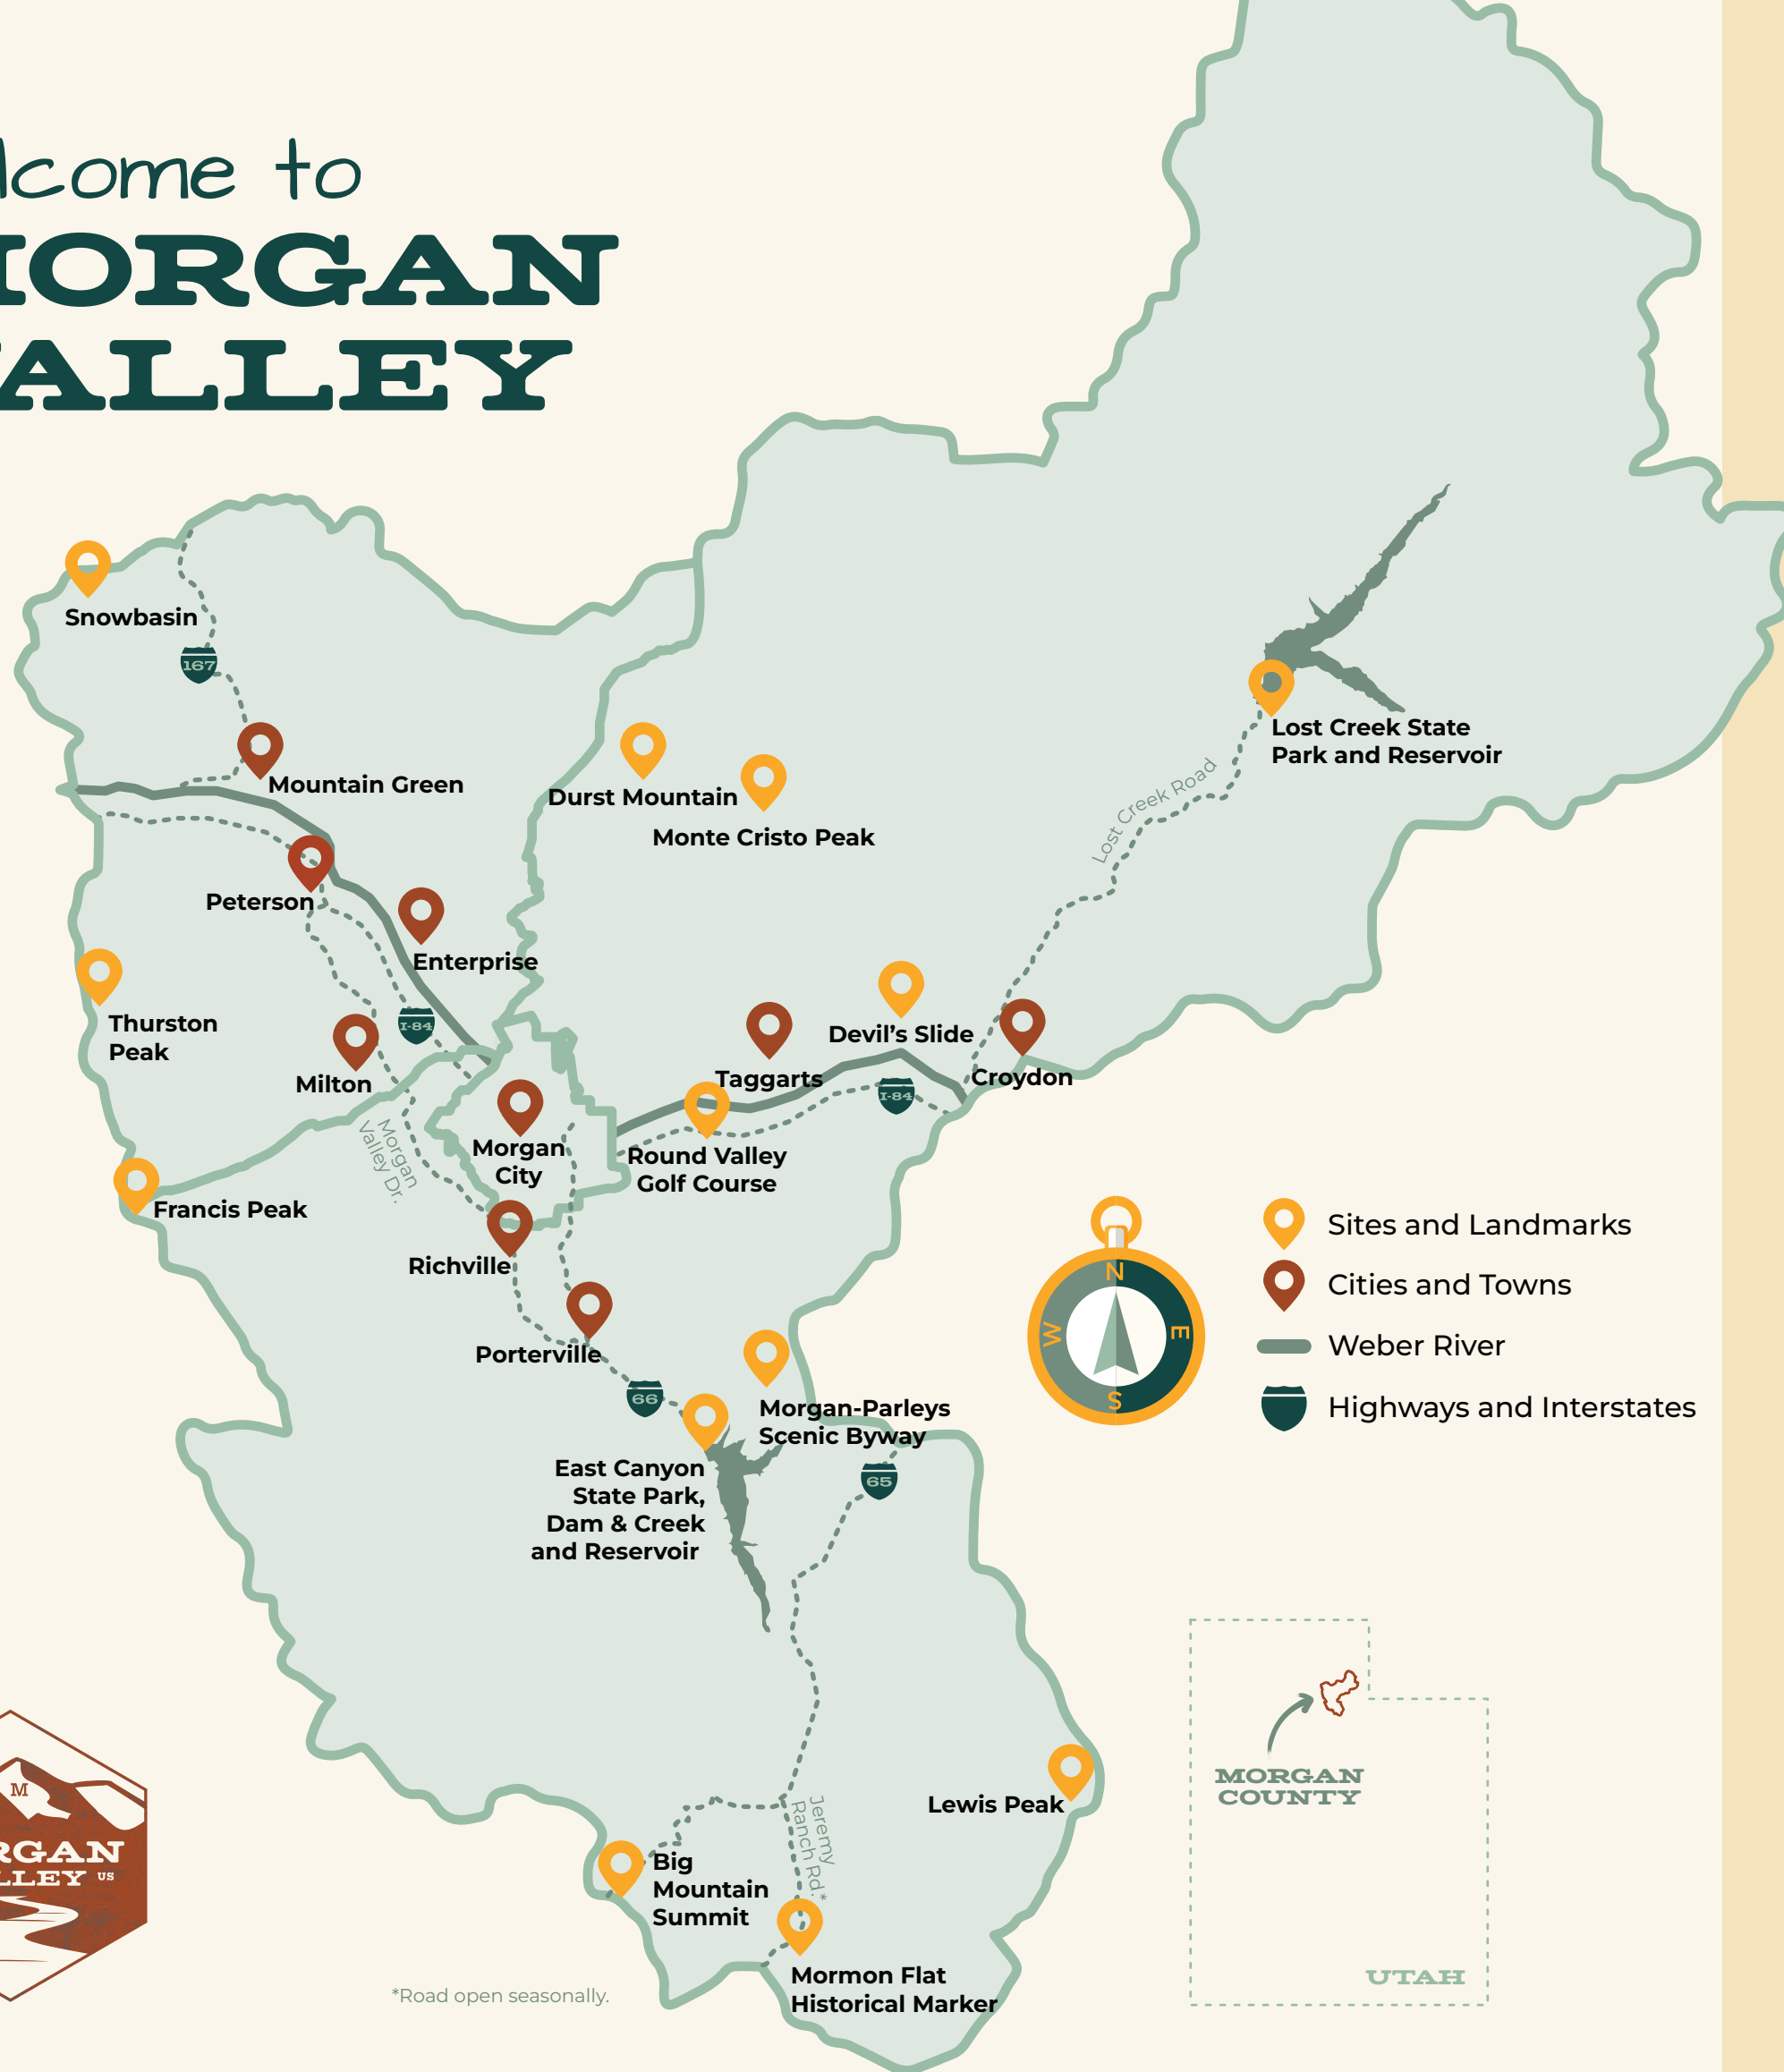 lcome to
MORGAN
VALLEY
Snowbasin
167
Mountain Green
Durst Mountain
Monte Cristo Peak
Lost Creek State
Park and Reservoir
Lost Creek Road
Peterson
Enterprise
Thurston
Peak
I-84
Milton
Devil’s Slide
Taggarts
I-84
Croydon
Morgan
Valley Dr.
Morgan
City
Round Valley
Golf Course
Francis Peak
Richville
Porterville
66
Morgan-Parleys
Scenic Byway
65
East Canyon
State Park,
Dam & Creek
and Reservoir
N
W
E
S
Sites and Landmarks
Cities and Towns
Weber River
Highways and Interstates
Lewis Peak
Jeremy
Ranch Rd.*
Big
Mountain
Summit
Mormon Flat
Historical Marker
*Road open seasonally.
M
RGAN
LLEY US
MORGAN
COUNTY
UTAH